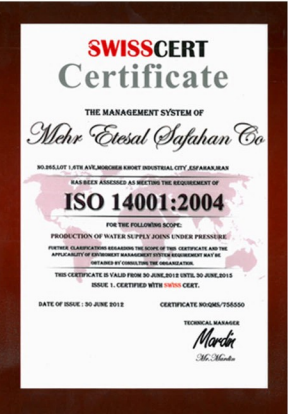 SWISSCERT
Certificate
THE MANAGEMENT SYSTEM OF
Mehr Etesal Safahan Co
NO.265,LOT 1,6TH AVE,MORCHEH KHORT INDUSTRIAL CITY ,ESFAHAN,IRAN
HAS BEEN ASSESSED AS MEETING THE REQUIREMENT OF
ISO 14001:2004
FOR THE FOLLOWING SCOPE:
PRODUCTION OF WATER SUPPLY JOINS UNDER PRESSURE
FURTHER CLARIFICATIONS REGARDING THE SCOPE OF THIS CERTIFICATE AND THE
APPLICABILITY OF ENVIROMENT MANAGEMENT SYSTEM REQUIREMENT MAY BE
OBTAINED BY CONSULTING THE ORGANIZATION.
THIS CERTIFICATE IS VALID FROM 30 JUNE,2012 UNTIL 30 JUNE,2015
ISSUE 1. CERTIFIED WITH SWISS CERT.
DATE OF ISSUE : 30 JUNE 2012 CERTIFICATE NO:QMS/758550
TECHNICAL MANAGER
Mardin
Mr.Mardin